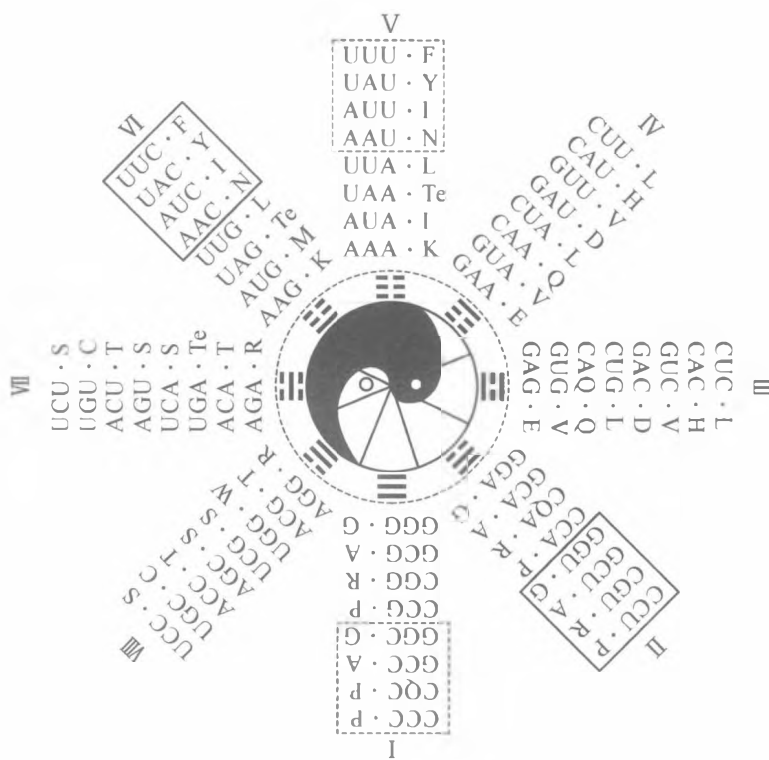 V
UUU · F
UAU · Y
AUU · I
AAU · N
UUA · L
UAA · Te
AUA · I
AAA · K
IV
CUU · L
CAU · H
GUU · V
GAU · D
CUA · L
CAA · Q
GUA · V
GAA · E
III
CUC · L
CAC · H
GUC · V
GAC · D
CUG · L
CAQ · Q
GUG · V
GAG · E
II
CCU · P
CGU · R
GCU · A
GGU · G
CCA · P
CQA · R
GCA · A
GGA · G
I
CCC · P
CQC · P
GCC · A
GGC · G
CCG · P
CGG · R
GCG · A
GGG · G
VIII
UCC · S
UGC · C
ACC · T
AGC · S
UCG · S
UGG · W
ACG · T
AGG · R
VII
UCU · S
UGU · C
ACU · T
AGU · S
UCA · S
UGA · Te
ACA · T
AGA · R
VI
UUC · F
UAC · Y
AUC · I
AAC · N
UUG · L
UAG · Te
AUG · M
AAG · K